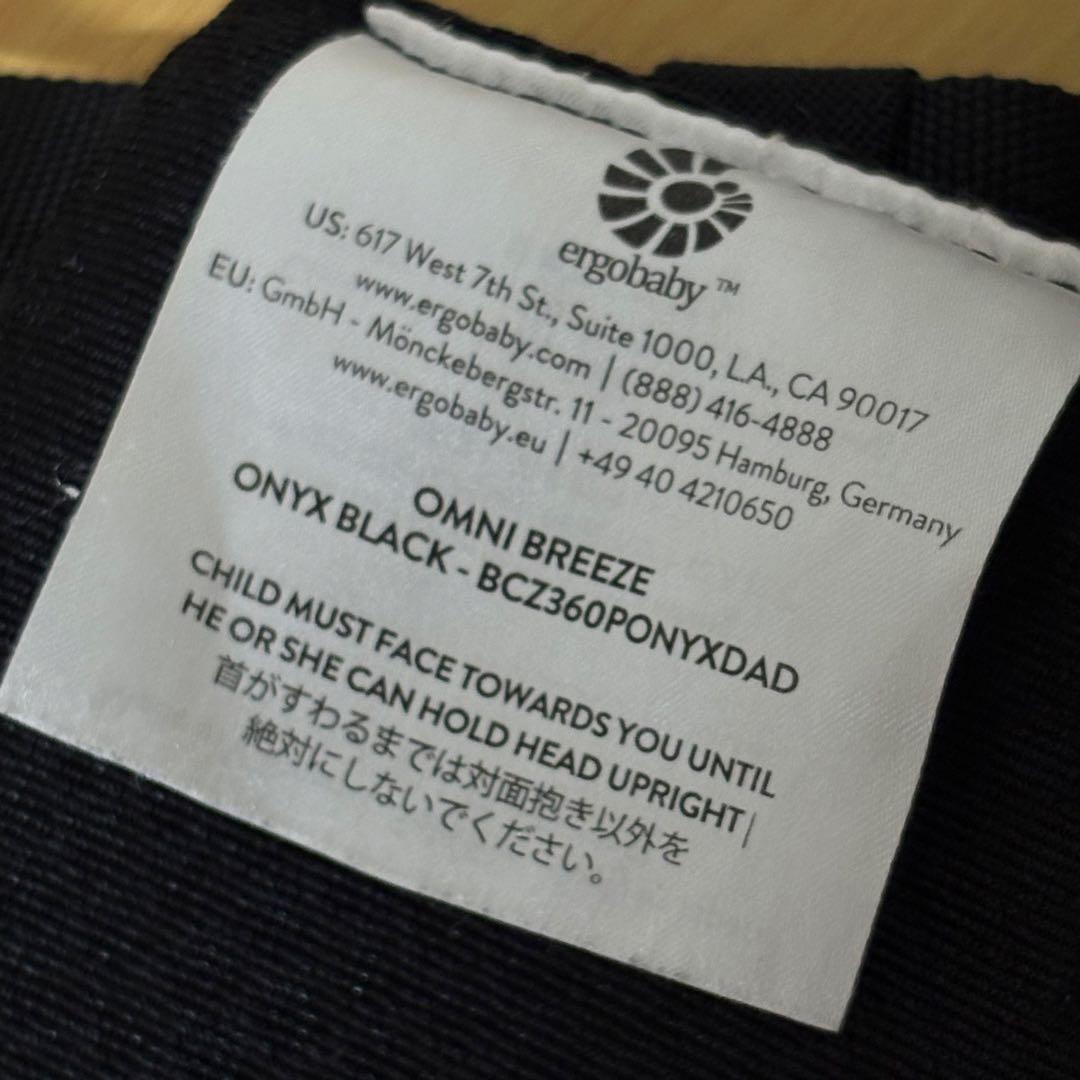 ergobaby™
US: 617 West 7th St., Suite 1000, LA., CA 90017
www.ergobaby.com | (888) 416-4888
EU: GmbH - Mönckebergstr. 11 - 20095 Hamburg, Germany
www.ergobaby.eu | +49 40 4210650
OMNI BREEZE
ONYX BLACK - BCZ360PONYXDAD
CHILD MUST FACE TOWARDS YOU UNTIL
HE OR SHE CAN HOLD HEAD UPRIGHT |
首がすわるまでは対面抱き以外を
絶対にしないでください。